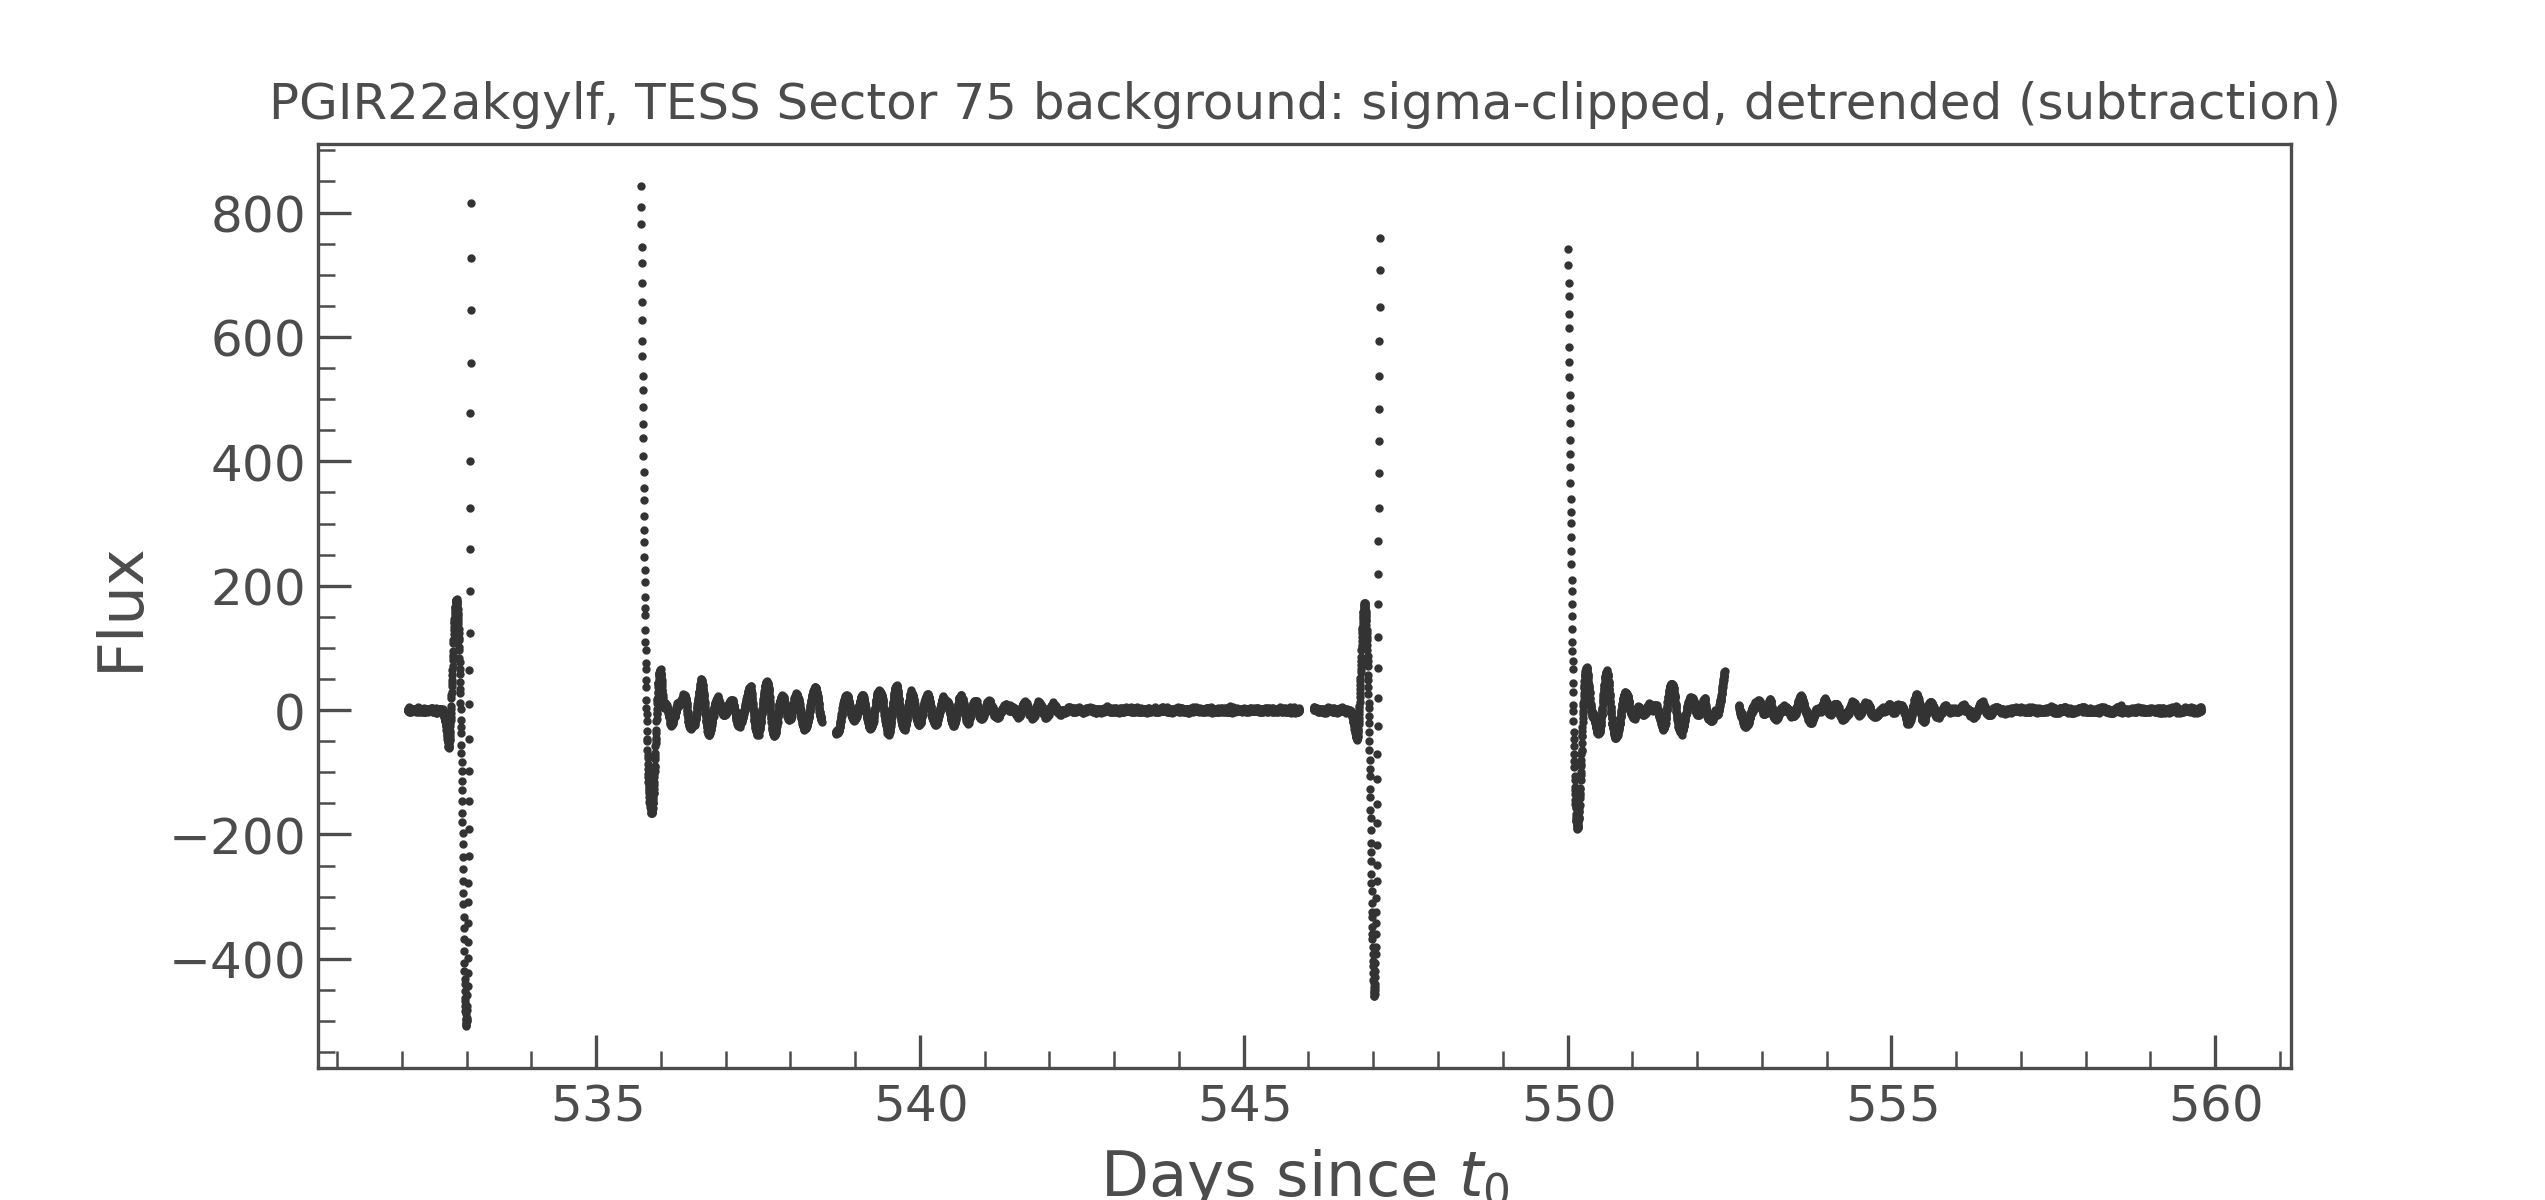 PGIR22akgylf, TESS Sector 75 background: sigma-clipped, detrended (subtraction)
800
600
400
200
0
−200
−400
Flux
535 540 545 550 555 560
Days since t₀